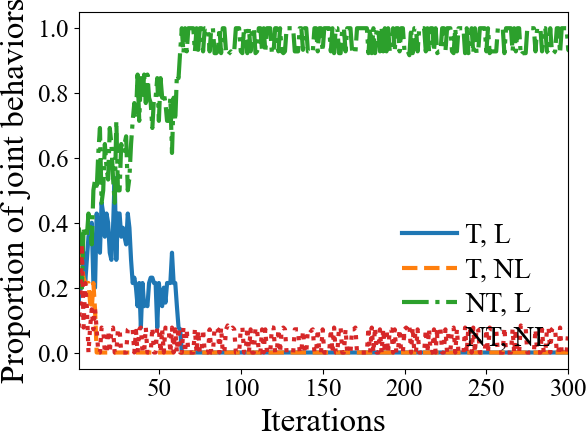 Proportion of joint behaviors
1.0
0.8
0.6
0.4
0.2
0.0
T, L
T, NL
NT, L
NT, NL
50
100
150
200
250
300
Iterations